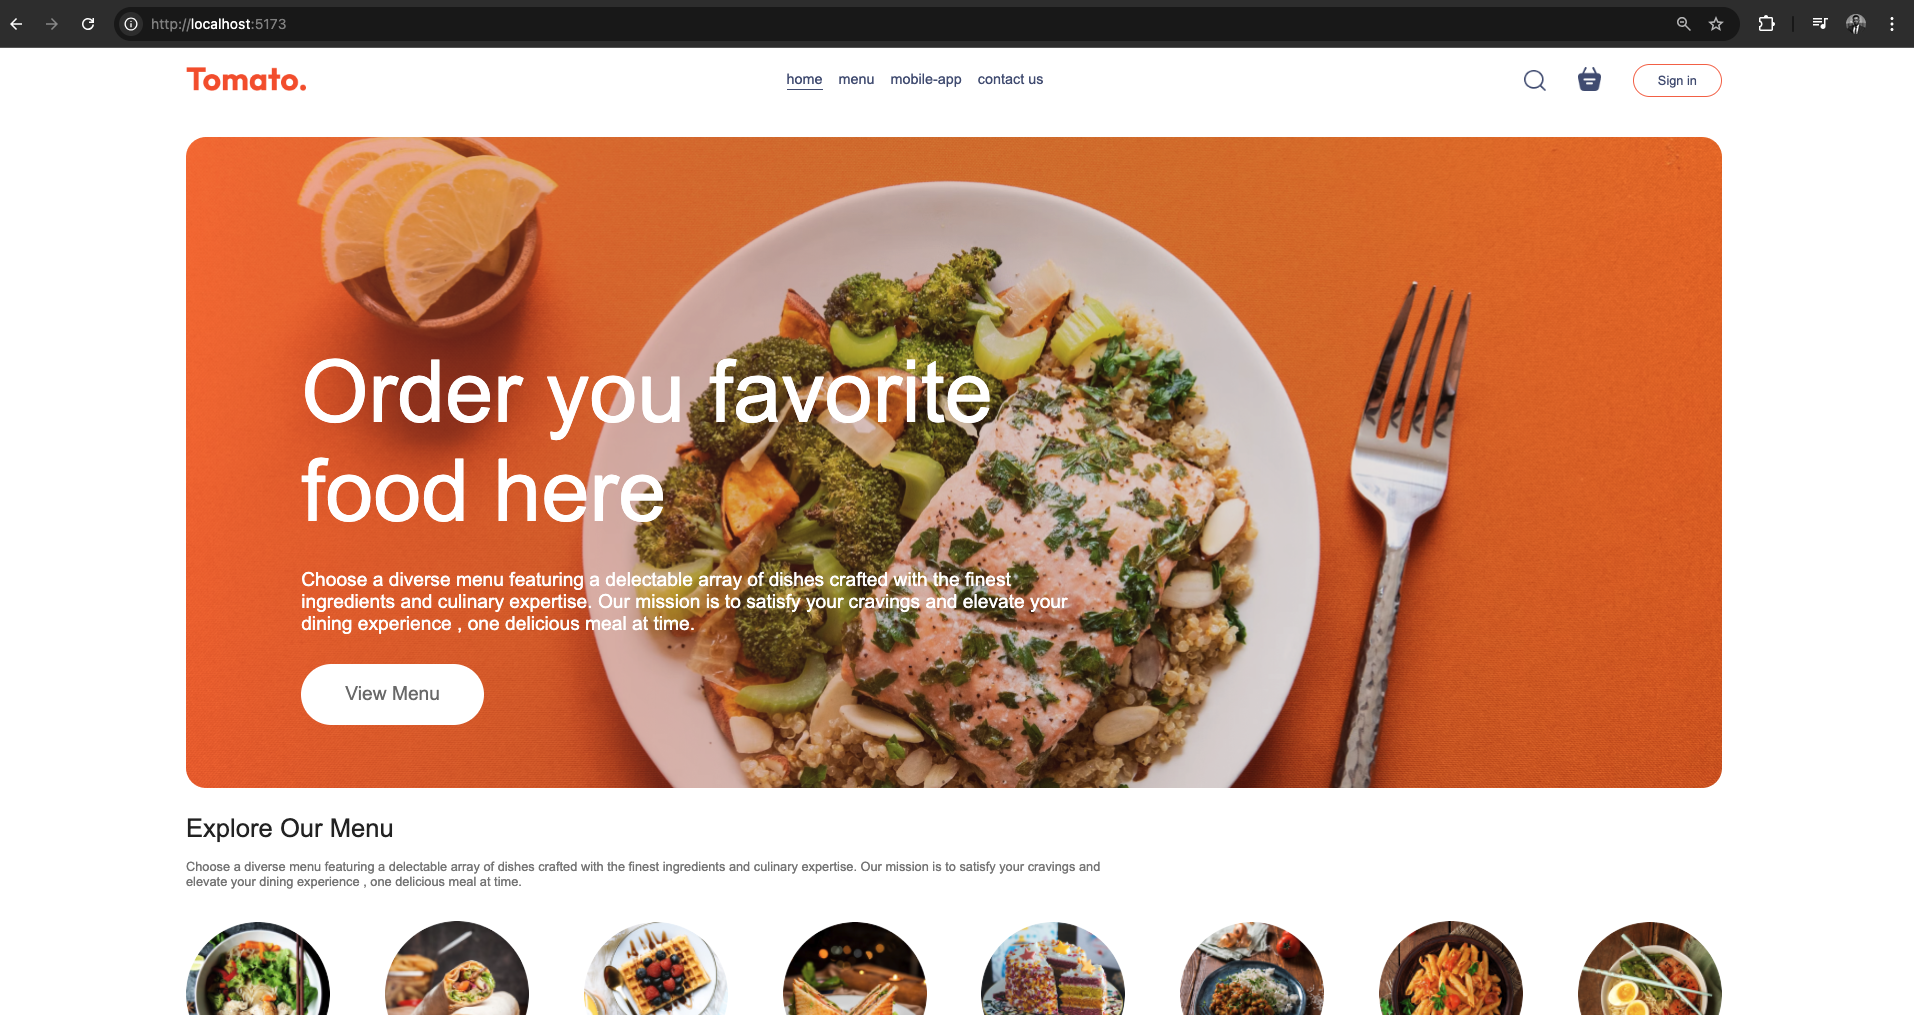 http://localhost:5173
Tomato.
home menu mobile-app contact us
Sign in
Order you favorite
food here
Choose a diverse menu featuring a delectable array of dishes crafted with the finest
ingredients and culinary expertise. Our mission is to satisfy your cravings and elevate your
dining experience , one delicious meal at time.
View Menu
Explore Our Menu
Choose a diverse menu featuring a delectable array of dishes crafted with the finest ingredients and culinary expertise. Our mission is to satisfy your cravings and
elevate your dining experience , one delicious meal at time.